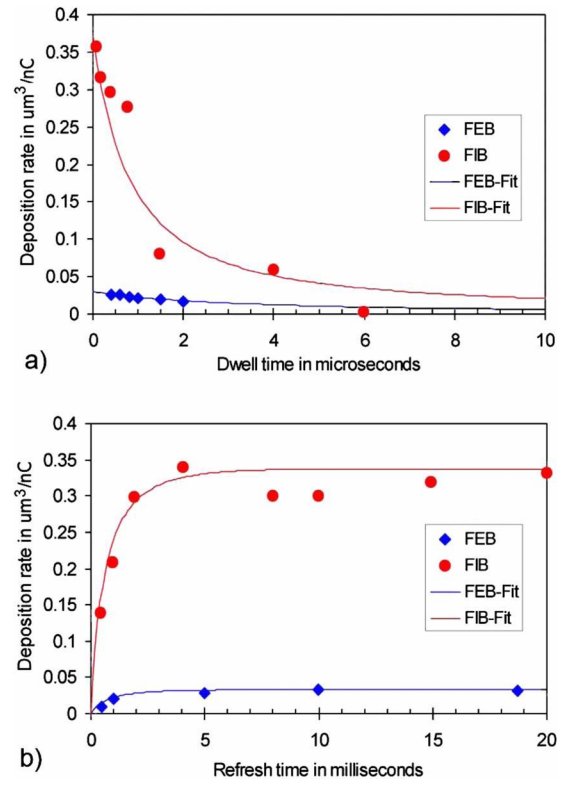 0.4
0.35
0.3
0.25
0.2
0.15
0.1
0.05
0
Deposition rate in um³/nC
FEB
FIB
FEB-Fit
FIB-Fit
0 2 4 6 8 10
a) Dwell time in microseconds
0.4
0.35
0.3
0.25
0.2
0.15
0.1
0.05
0
Deposition rate in um³/nC
FEB
FIB
FEB-Fit
FIB-Fit
0 5 10 15 20
b) Refresh time in milliseconds